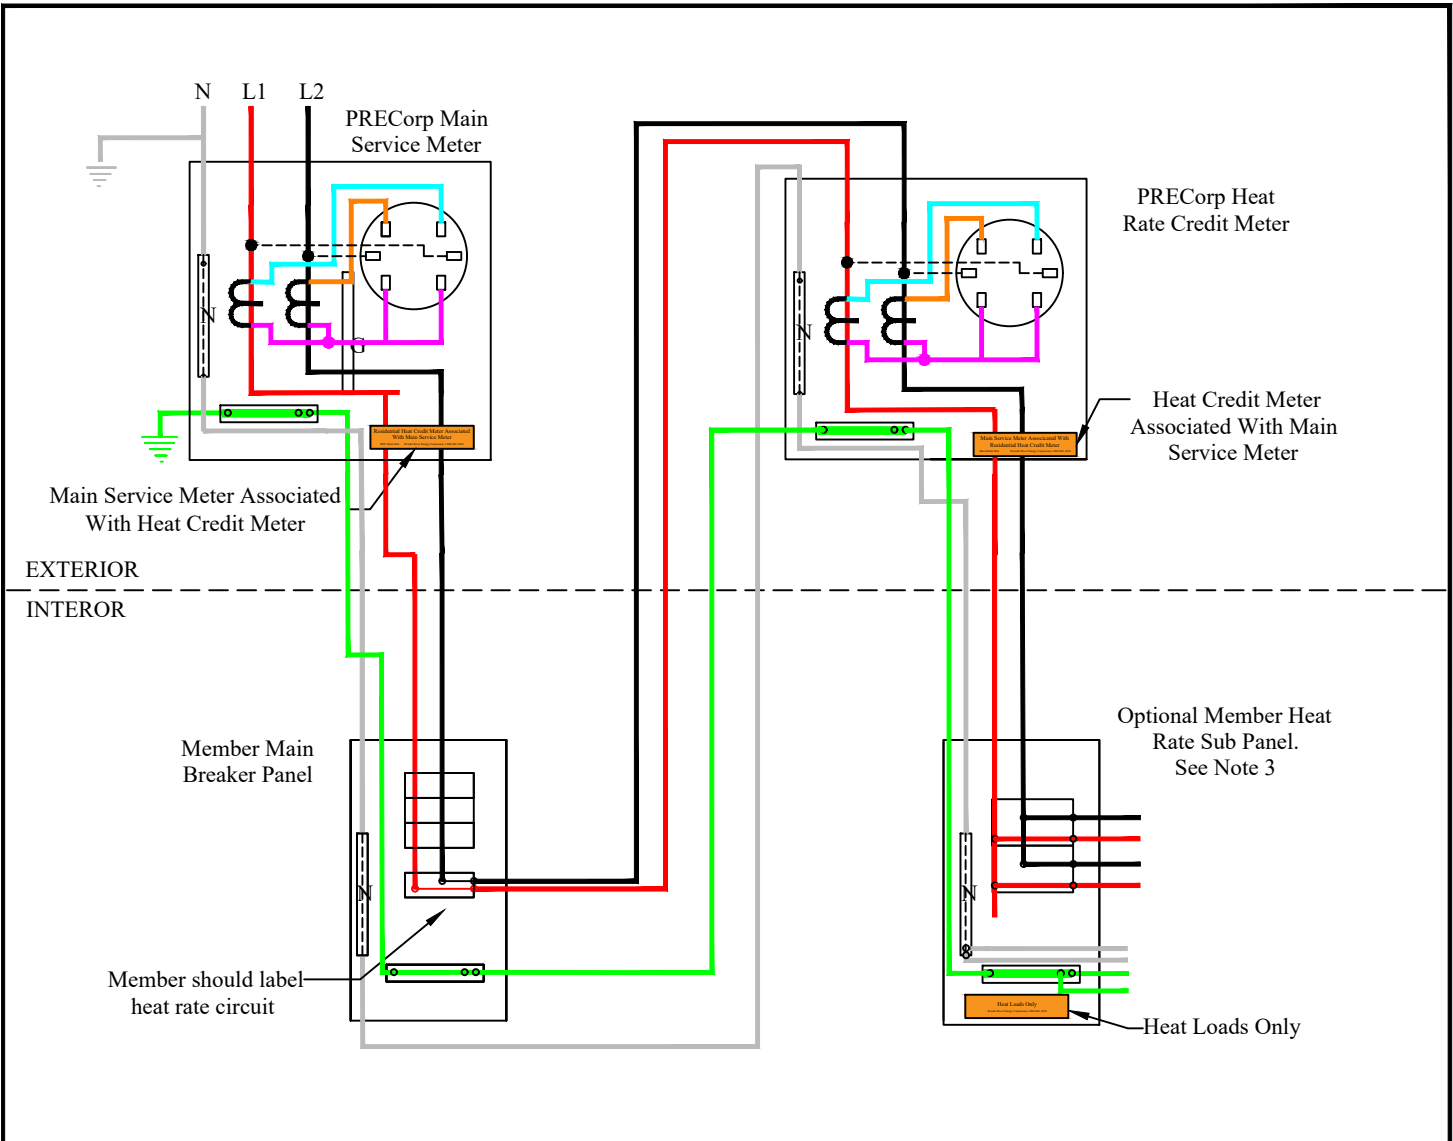 N L1 L2
PRECorp Main
Service Meter
PRECorp Heat
Rate Credit Meter
N
G
N
Residential Heat Credit Meter Associated
With Main Service Meter
Main Service Meter Associated With
Residential Heat Credit Meter
Heat Credit Meter
Associated With Main
Service Meter
Main Service Meter Associated
With Heat Credit Meter
EXTERIOR
INTEROR
Member Main
Breaker Panel
Optional Member Heat
Rate Sub Panel.
See Note 3
N
N
Member should label
heat rate circuit
Heat Loads Only
Heat Loads Only